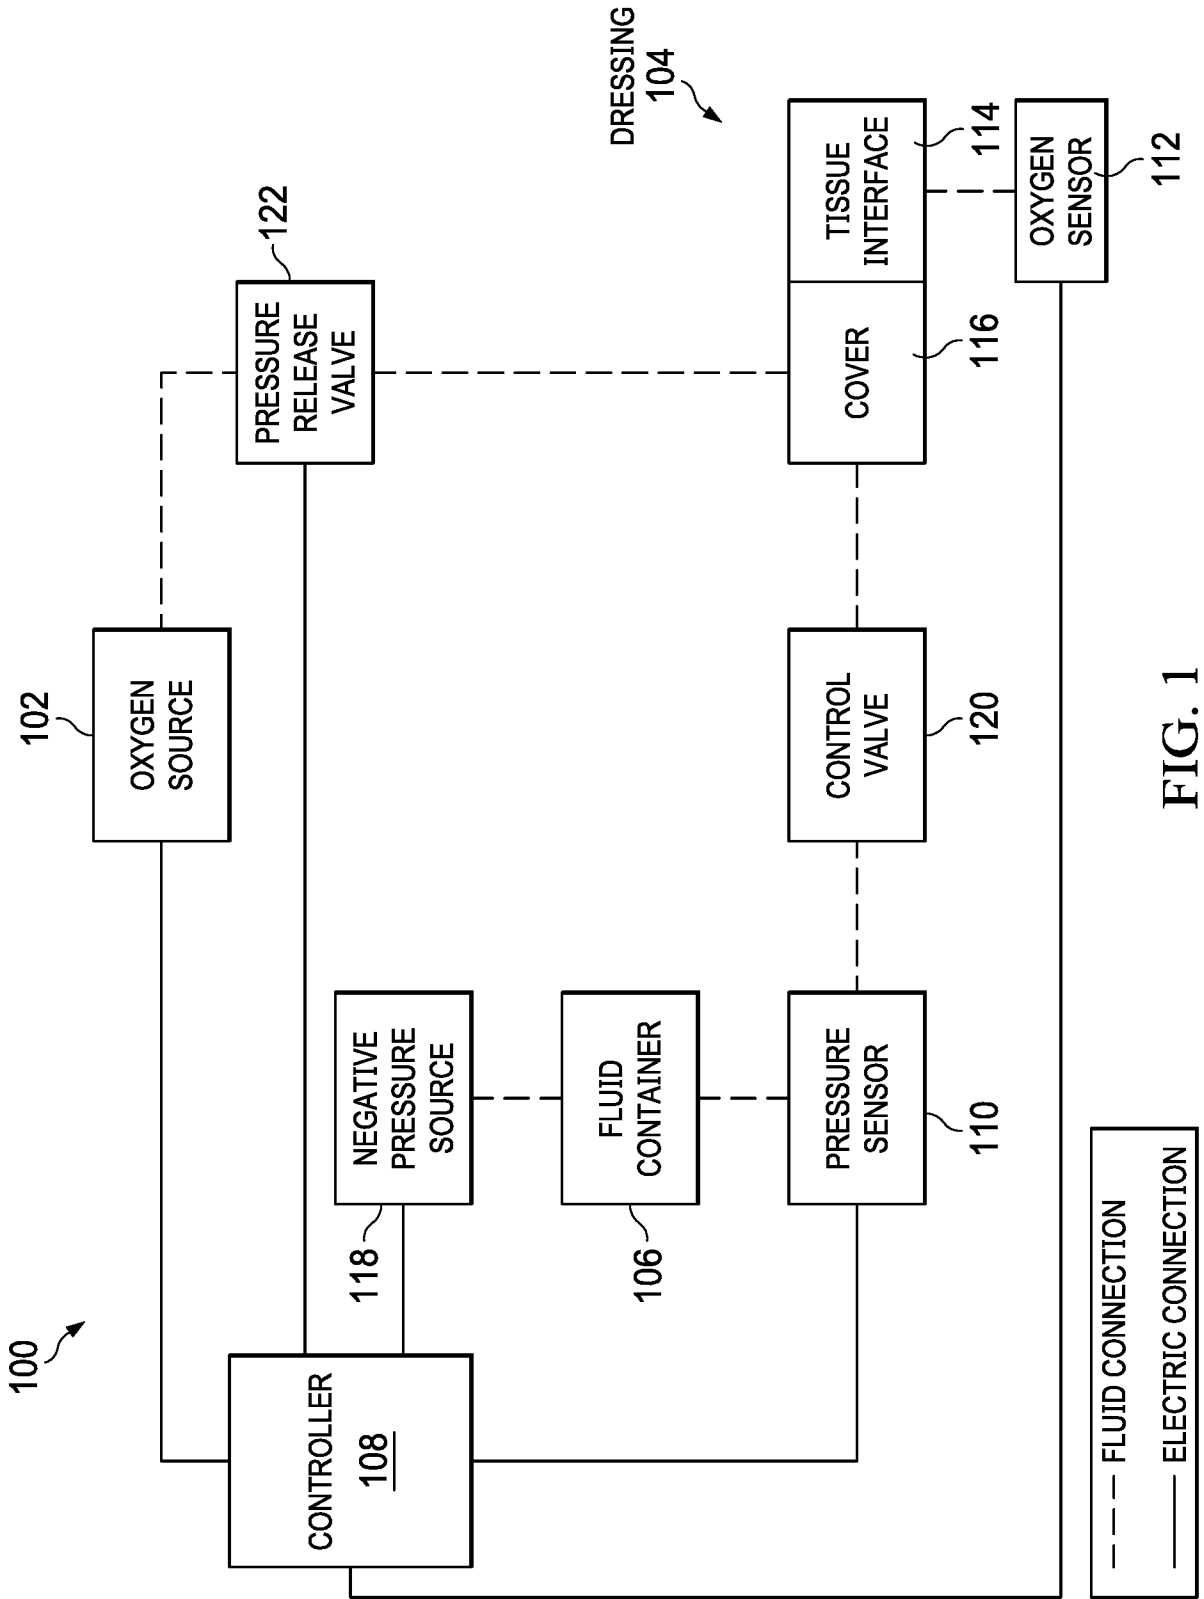 100
102
OXYGEN
SOURCE
122
PRESSURE
RELEASE
VALVE
CONTROLLER
108
118
NEGATIVE
PRESSURE
SOURCE
106
FLUID
CONTAINER
DRESSING
104
PRESSURE
SENSOR
110
CONTROL
VALVE
120
COVER
116
TISSUE
INTERFACE
114
OXYGEN
SENSOR
112
FLUID CONNECTION
ELECTRIC CONNECTION
FIG. 1